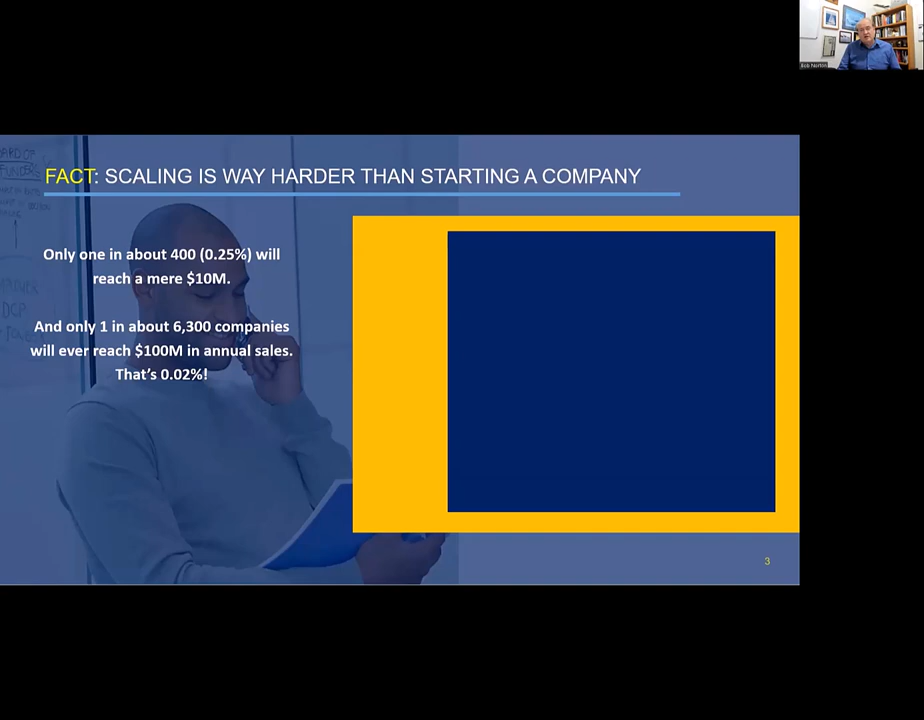 Bob Norton
FACT: SCALING IS WAY HARDER THAN STARTING A COMPANY
Only one in about 400 (0.25%) will
reach a mere $10M.
And only 1 in about 6,300 companies
will ever reach $100M in annual sales.
That's 0.02%!
3